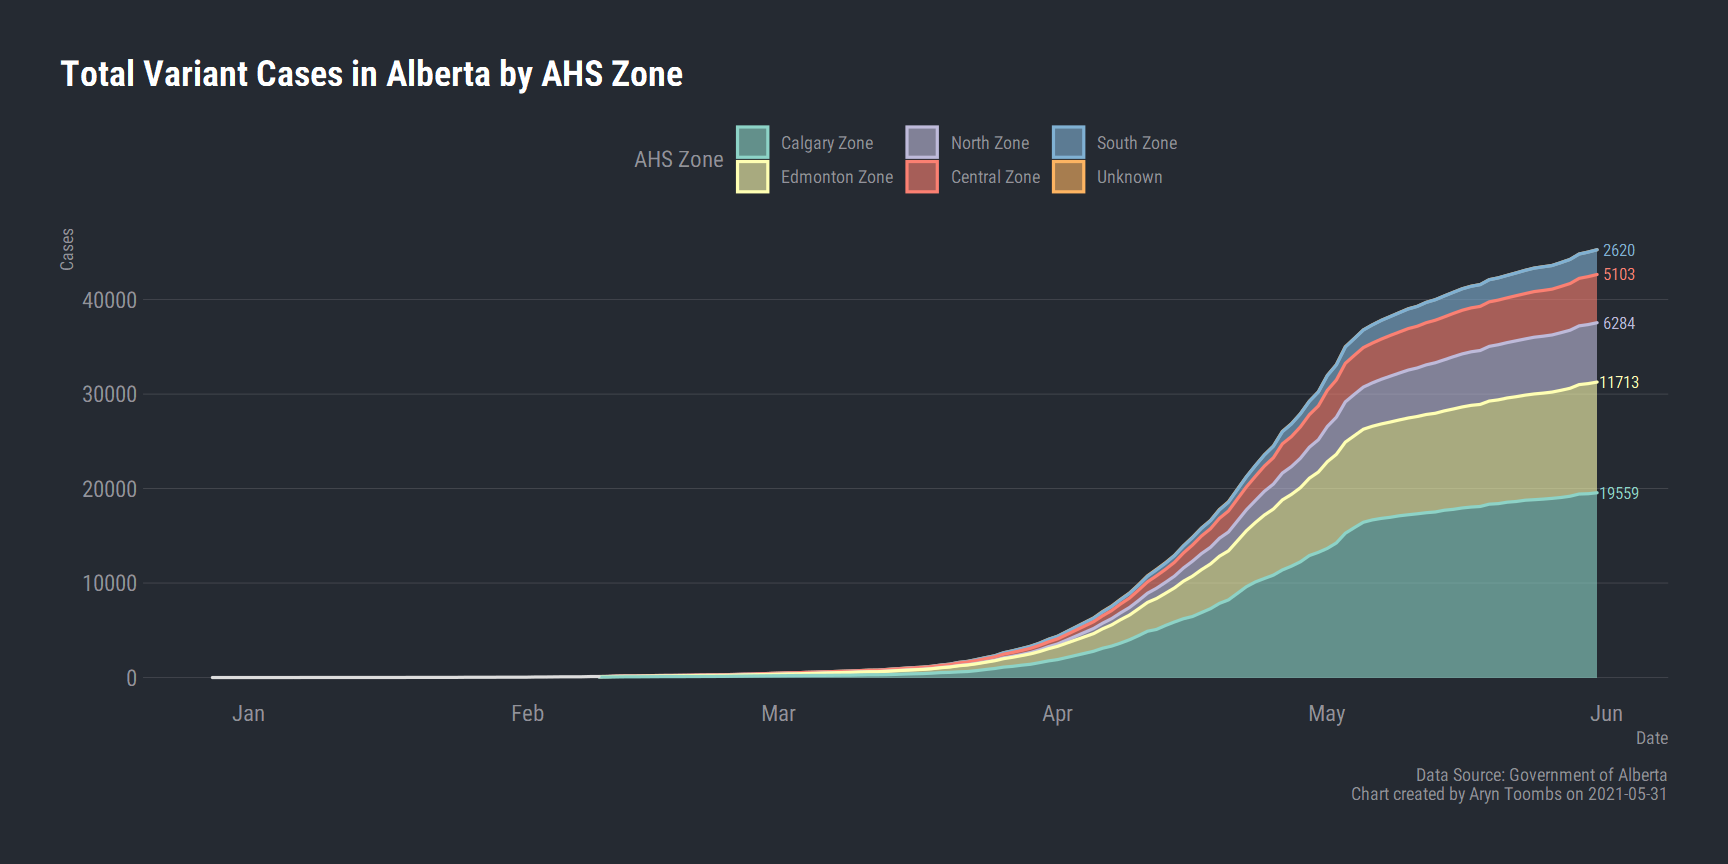 Total Variant Cases in Alberta by AHS Zone
AHS Zone
Calgary Zone
North Zone
South Zone
Edmonton Zone
Central Zone
Unknown
Cases
40000
30000
20000
10000
0
2620
5103
6284
11713
19559
Jan
Feb
Mar
Apr
May
Jun
Date
Data Source: Government of Alberta
Chart created by Aryn Toombs on 2021-05-31